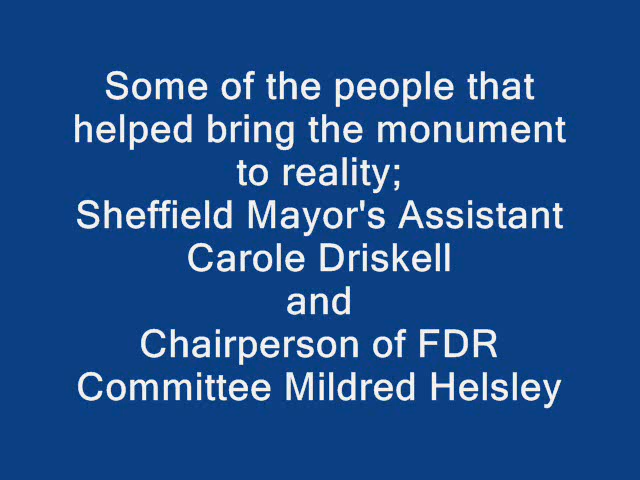 Some of the people that
helped bring the monument
to reality;
Sheffield Mayor's Assistant
Carole Driskell
and
Chairperson of FDR
Committee Mildred Helsley